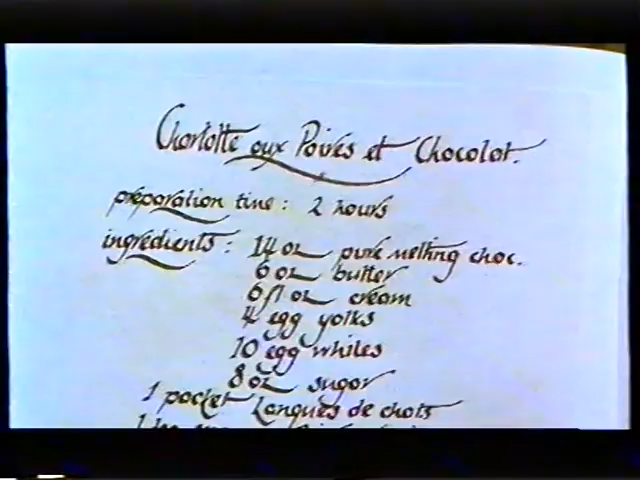 Charlotte aux Poires et Chocolat.
preparation time: 2 hours
ingredients: 14 oz pure melting choc.
6 oz butter
6 fl oz cream
4 egg yolks
10 egg whites
8 oz sugar
1 packet Langues de chats